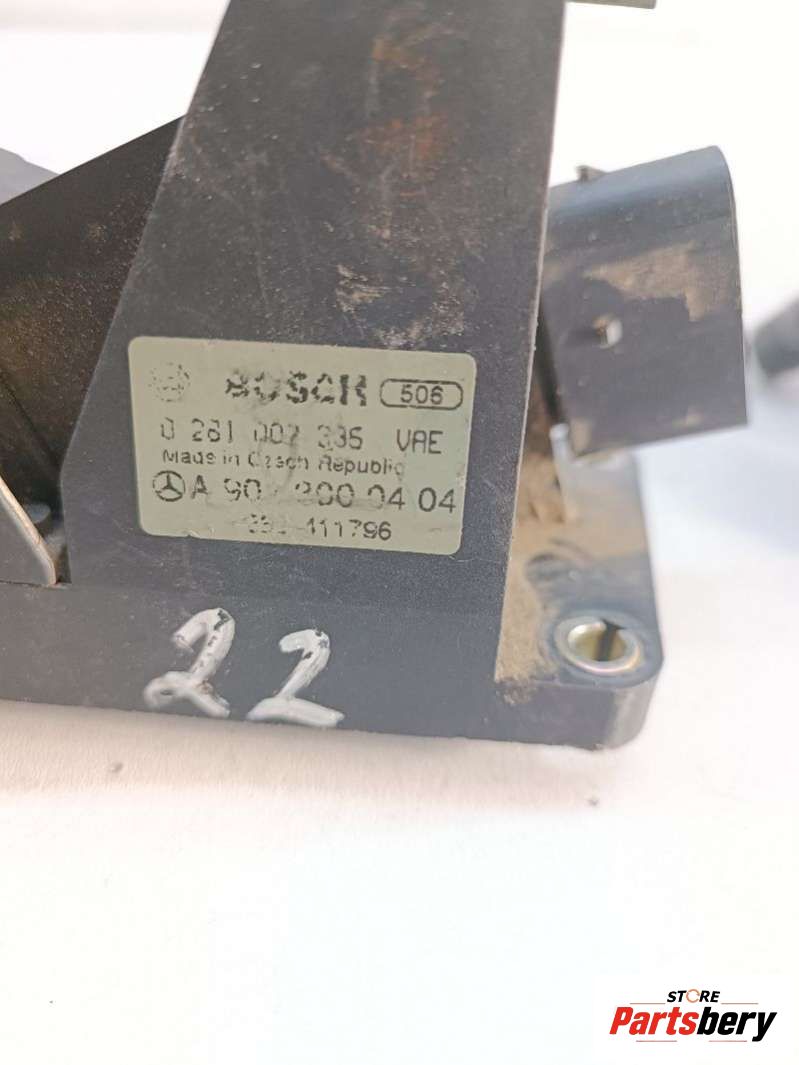 BOSCH 506
0 281 002 335 VAE
Made in Czech Republic
A 90 300 04 04
411796
22
STORE
Partsbery